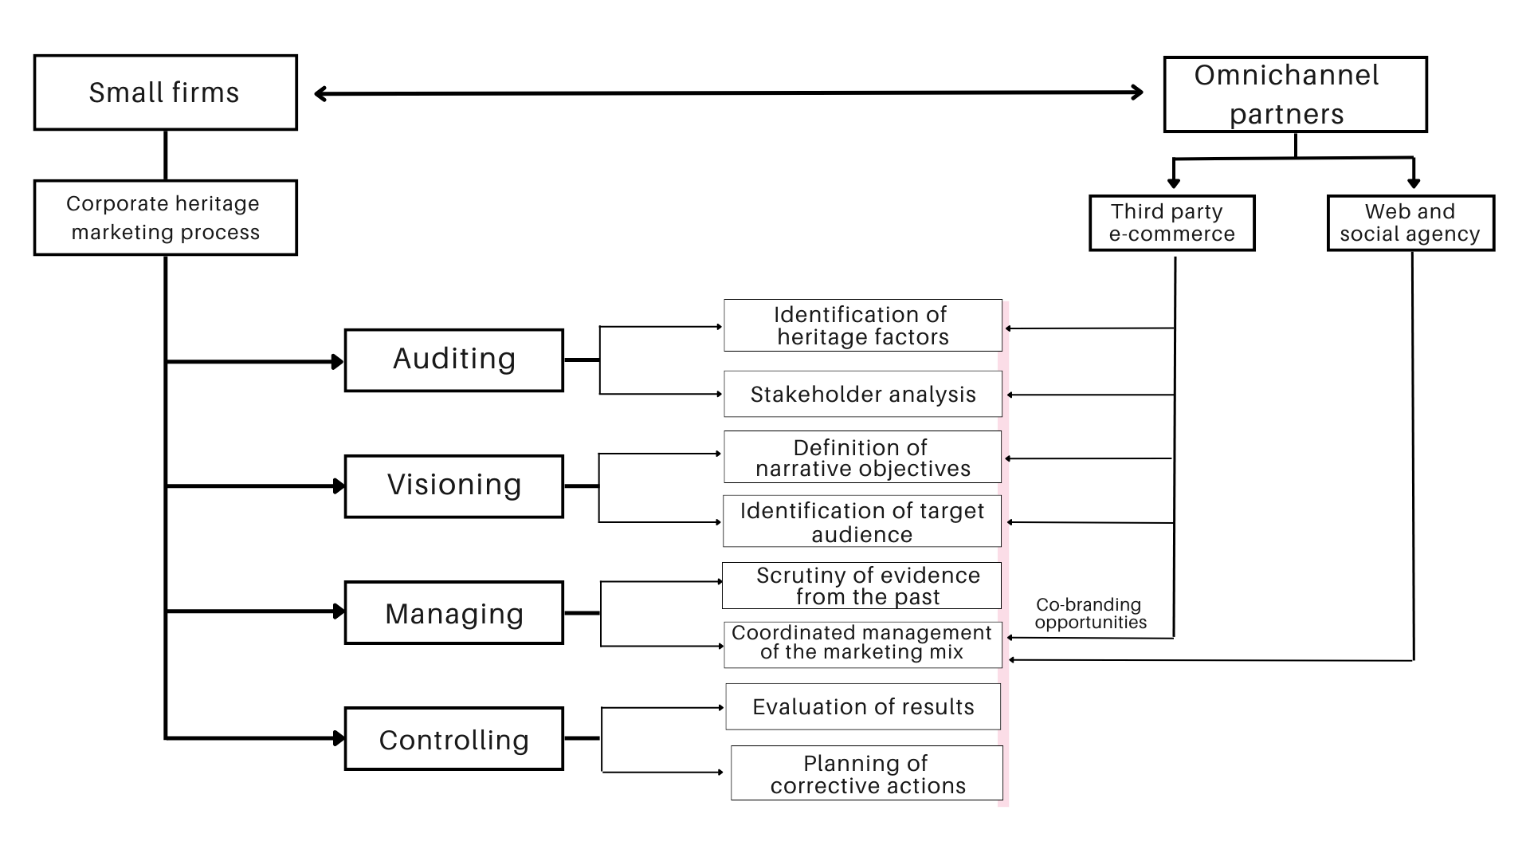 Small firms
Omnichannel
partners
Corporate heritage
marketing process
Third party
e-commerce
Web and
social agency
Auditing
Identification of
heritage factors
Stakeholder analysis
Visioning
Definition of
narrative objectives
Identification of target
audience
Managing
Scrutiny of evidence
from the past
Coordinated management
of the marketing mix
Co-branding
opportunities
Controlling
Evaluation of results
Planning of
corrective actions